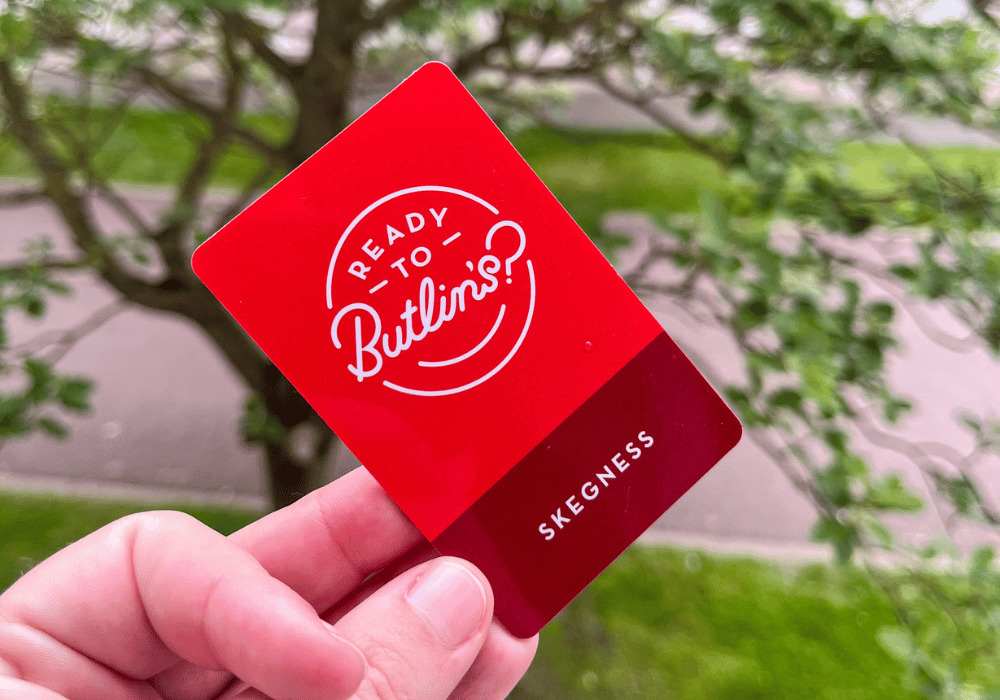 READY
TO
Butlin's?
SKEGNESS